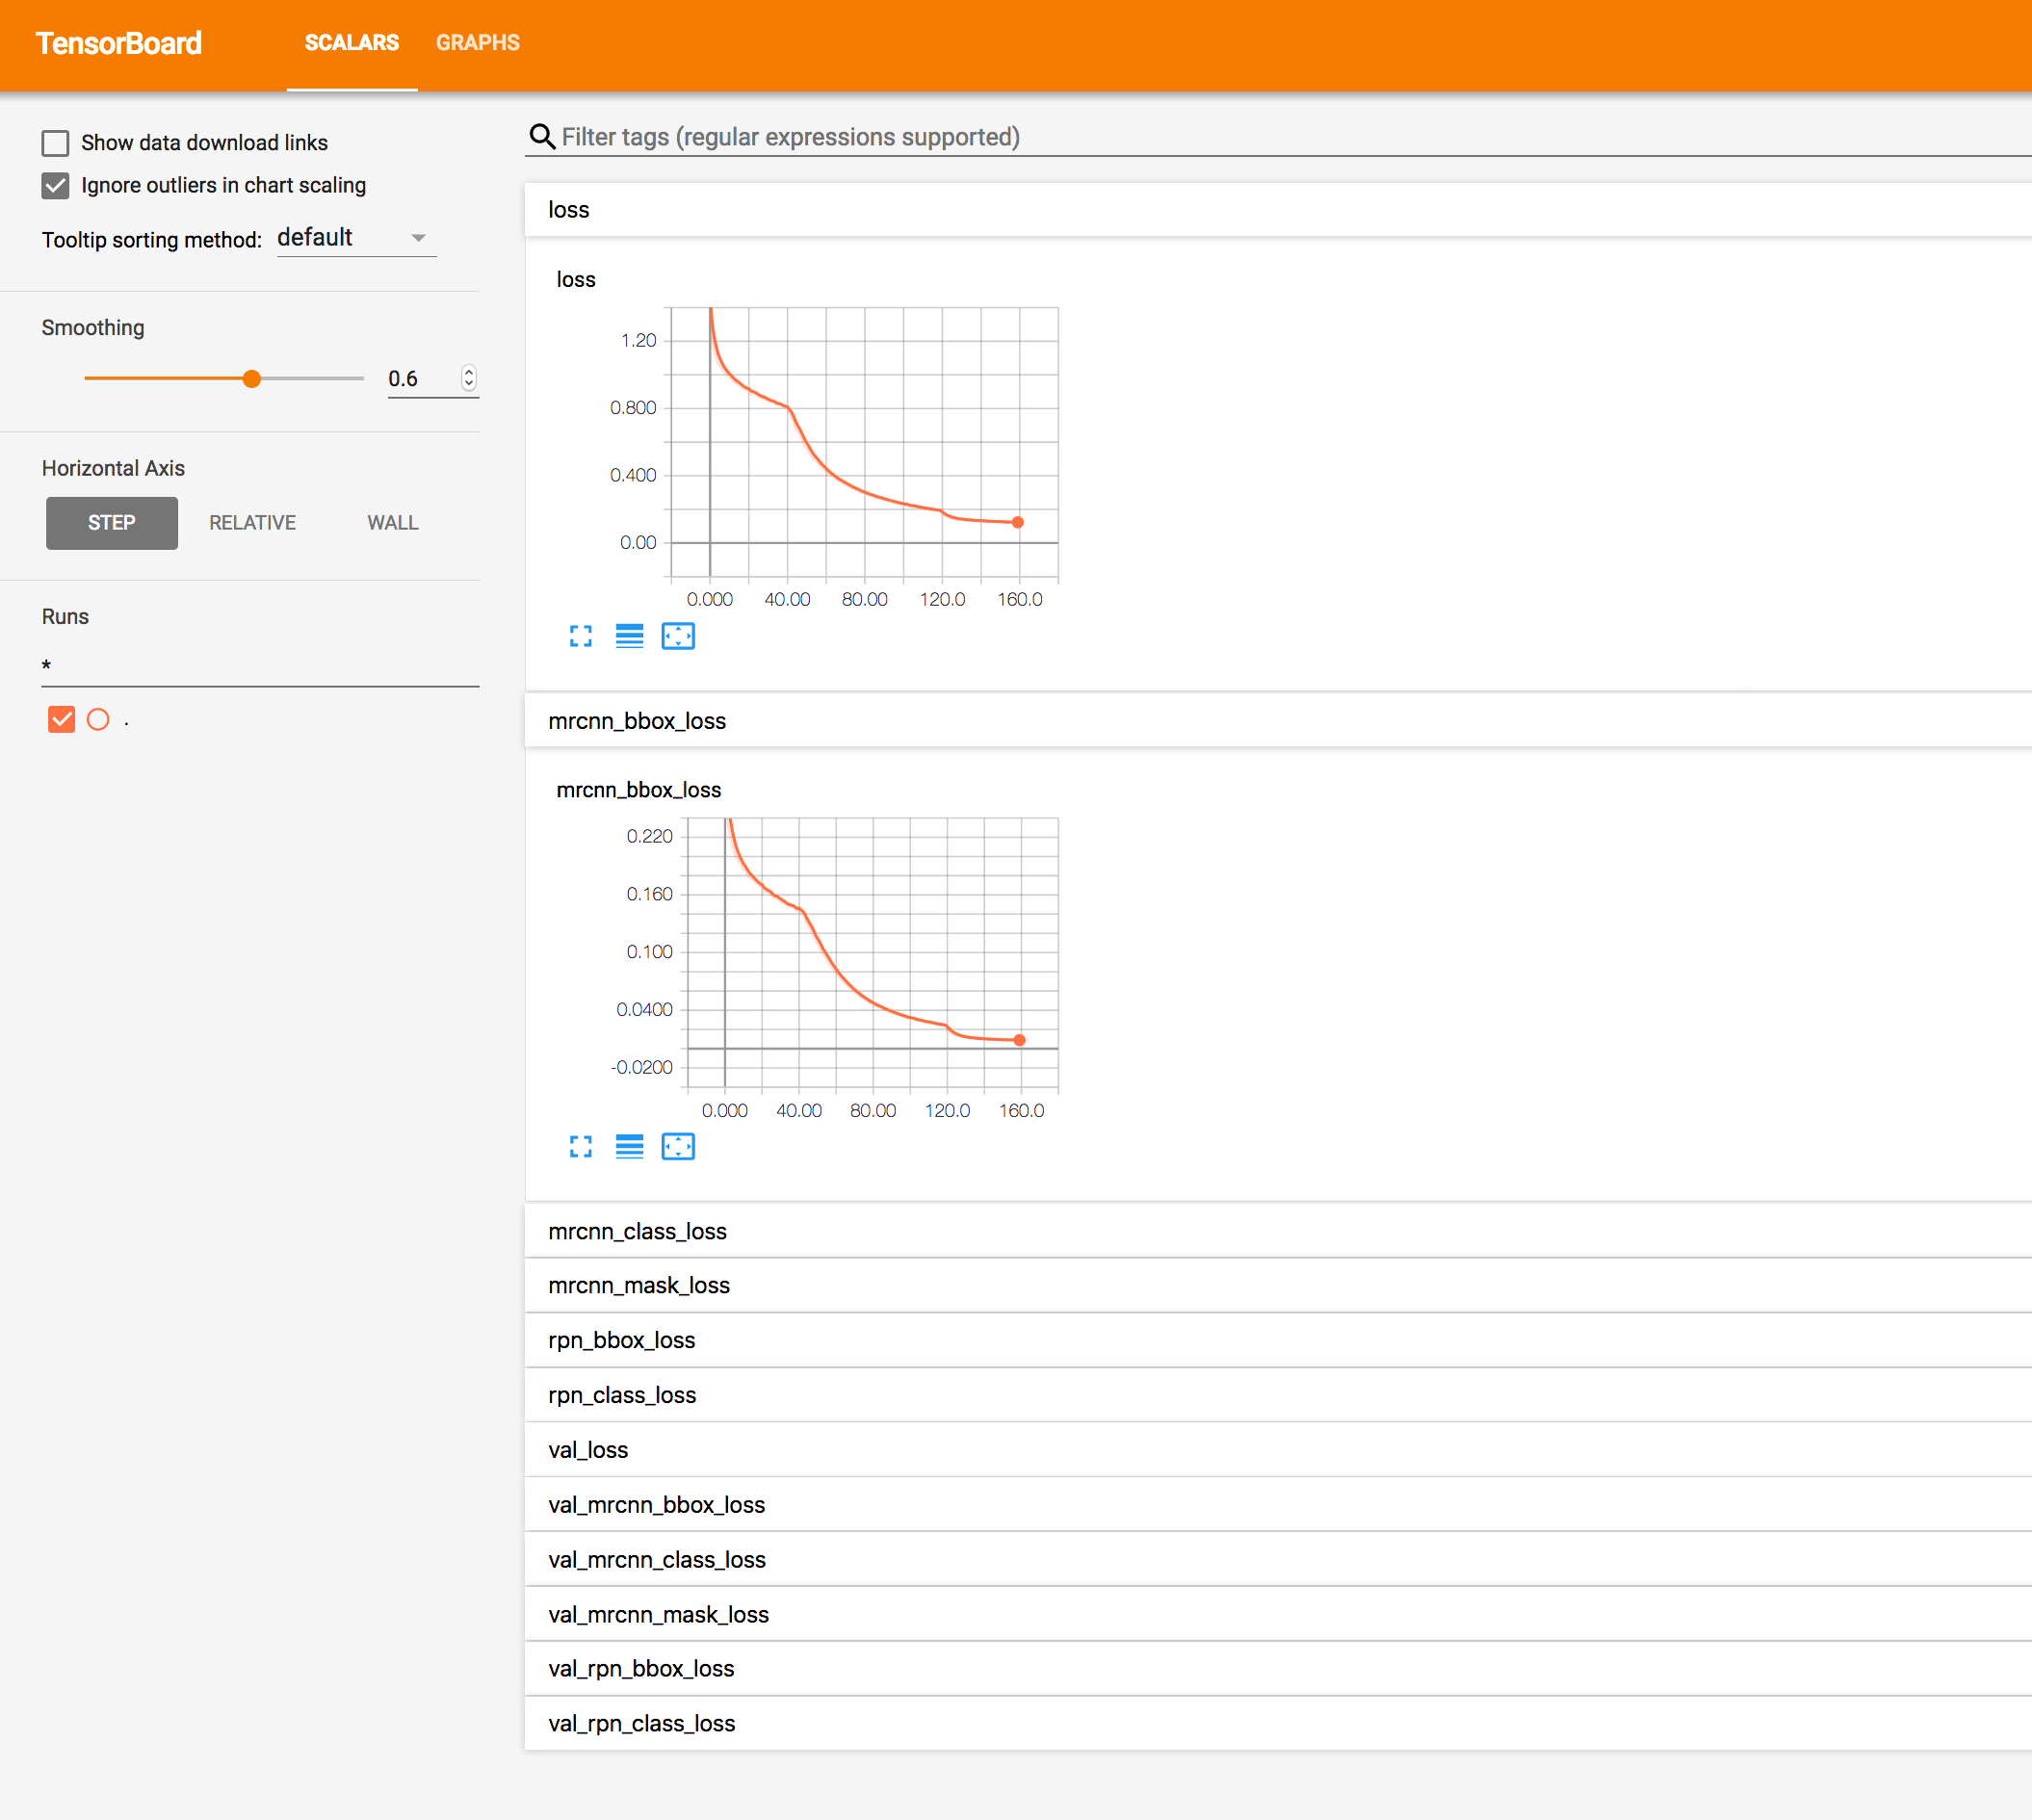 TensorBoard SCALARS GRAPHS
Show data download links
Ignore outliers in chart scaling
Tooltip sorting method: default
Smoothing
0.6
Horizontal Axis
STEP RELATIVE WALL
Runs
*
.
Filter tags (regular expressions supported)
loss
loss
1.20
0.800
0.400
0.00
0.000 40.00 80.00 120.0 160.0
mrcnn_bbox_loss
mrcnn_bbox_loss
0.220
0.160
0.100
0.0400
-0.0200
0.000 40.00 80.00 120.0 160.0
mrcnn_class_loss
mrcnn_mask_loss
rpn_bbox_loss
rpn_class_loss
val_loss
val_mrcnn_bbox_loss
val_mrcnn_class_loss
val_mrcnn_mask_loss
val_rpn_bbox_loss
val_rpn_class_loss